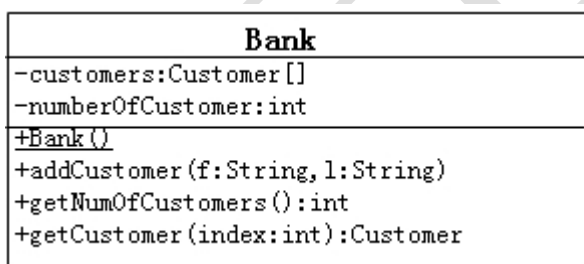 Bank
-customers:Customer[]
-numberOfCustomer:int
+Bank()
+addCustomer(f:String,l:String)
+getNumOfCustomers():int
+getCustomer(index:int):Customer